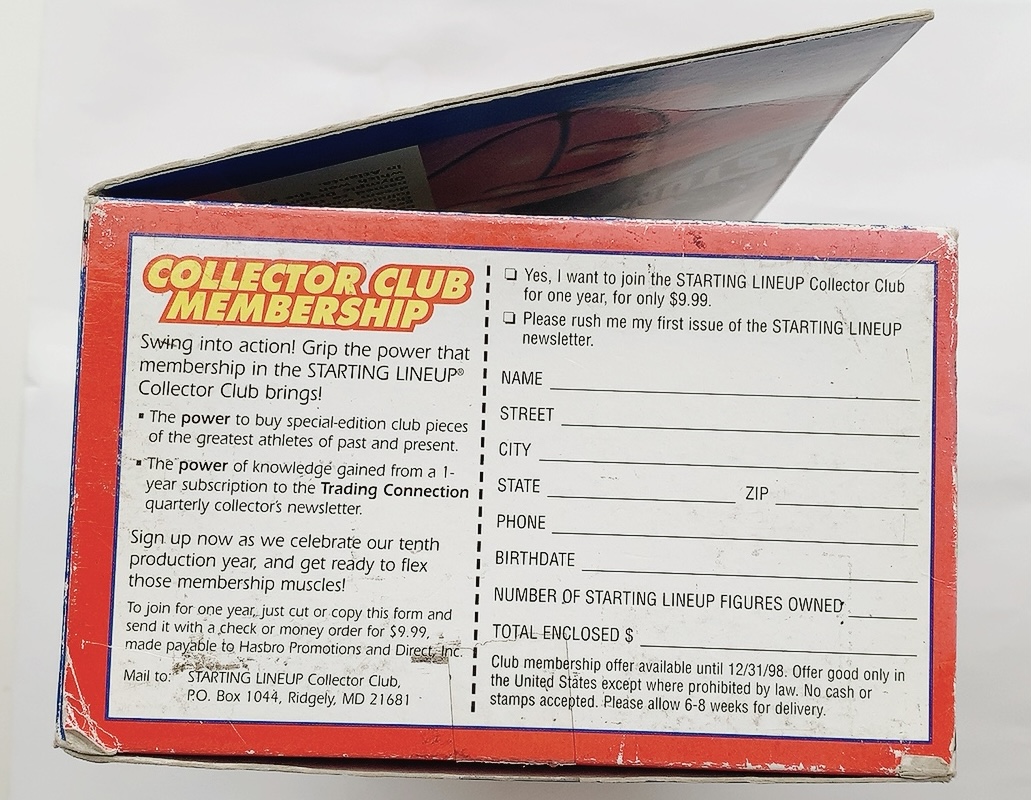 COLLECTOR CLUB
MEMBERSHIP
Swing into action! Grip the power that
membership in the STARTING LINEUP®
Collector Club brings!
▪ The power to buy special-edition club pieces
of the greatest athletes of past and present.
▪ The power of knowledge gained from a 1-
year subscription to the Trading Connection
quarterly collector's newsletter.
Sign up now as we celebrate our tenth
production year, and get ready to flex
those membership muscles!
To join for one year, just cut or copy this form and
send it with a check or money order for $9.99,
made payable to Hasbro Promotions and Direct, Inc.
Mail to: STARTING LINEUP Collector Club,
P.O. Box 1044, Ridgely, MD 21681
❏ Yes, I want to join the STARTING LINEUP Collector Club
for one year, for only $9.99.
❏ Please rush me my first issue of the STARTING LINEUP
newsletter.
NAME
STREET
CITY
STATE ZIP
PHONE
BIRTHDATE
NUMBER OF STARTING LINEUP FIGURES OWNED
TOTAL ENCLOSED $
Club membership offer available until 12/31/98. Offer good only in
the United States except where prohibited by law. No cash or
stamps accepted. Please allow 6-8 weeks for delivery.